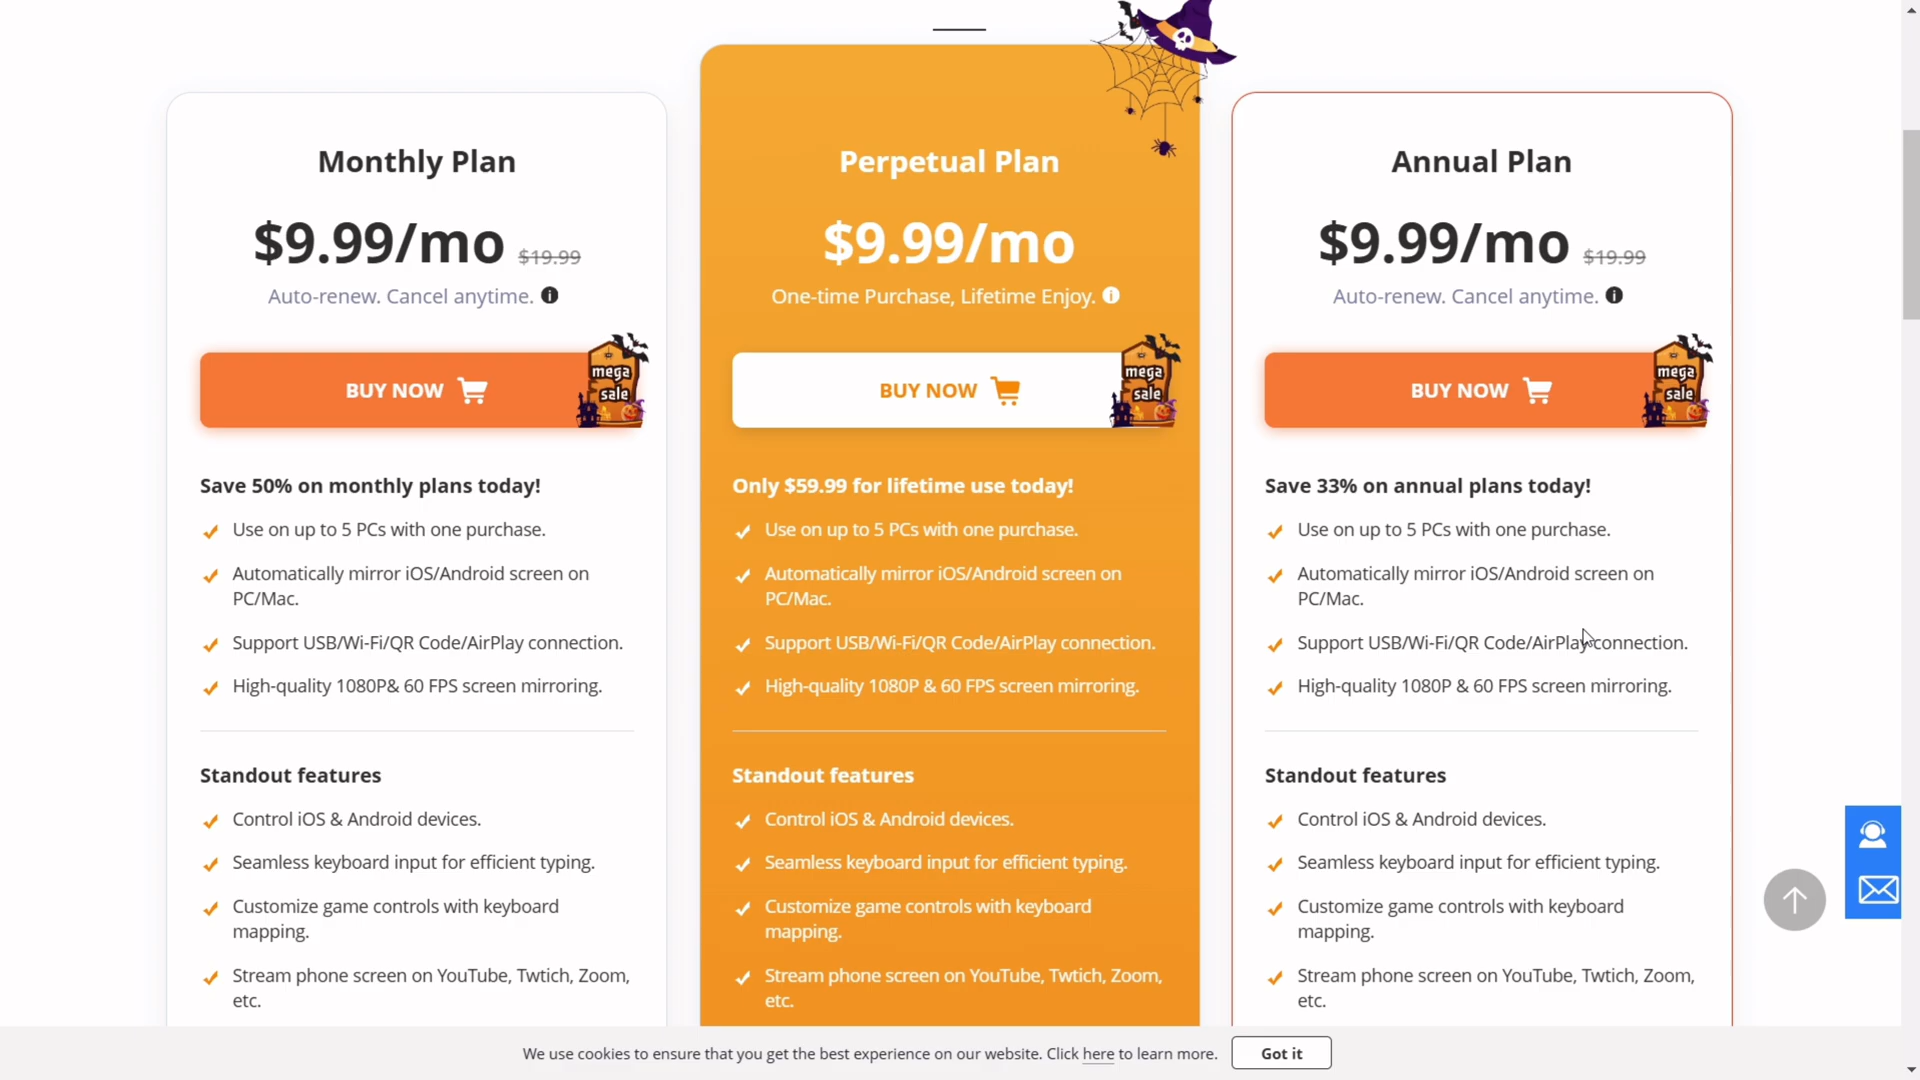 Monthly Plan
$9.99/mo $19.99
Auto-renew. Cancel anytime.
BUY NOW
mega
sale
Save 50% on monthly plans today!
Use on up to 5 PCs with one purchase.
Automatically mirror iOS/Android screen on
PC/Mac.
Support USB/Wi-Fi/QR Code/AirPlay connection.
High-quality 1080P& 60 FPS screen mirroring.
Standout features
Control iOS & Android devices.
Seamless keyboard input for efficient typing.
Customize game controls with keyboard
mapping.
Stream phone screen on YouTube, Twtich, Zoom,
etc.
Perpetual Plan
$9.99/mo
One-time Purchase, Lifetime Enjoy.
BUY NOW
mega
sale
Only $59.99 for lifetime use today!
Use on up to 5 PCs with one purchase.
Automatically mirror iOS/Android screen on
PC/Mac.
Support USB/Wi-Fi/QR Code/AirPlay connection.
High-quality 1080P & 60 FPS screen mirroring.
Standout features
Control iOS & Android devices.
Seamless keyboard input for efficient typing.
Customize game controls with keyboard
mapping.
Stream phone screen on YouTube, Twtich, Zoom,
etc.
Annual Plan
$9.99/mo $19.99
Auto-renew. Cancel anytime.
BUY NOW
mega
sale
Save 33% on annual plans today!
Use on up to 5 PCs with one purchase.
Automatically mirror iOS/Android screen on
PC/Mac.
Support USB/Wi-Fi/QR Code/AirPlay connection.
High-quality 1080P & 60 FPS screen mirroring.
Standout features
Control iOS & Android devices.
Seamless keyboard input for efficient typing.
Customize game controls with keyboard
mapping.
Stream phone screen on YouTube, Twtich, Zoom,
etc.
We use cookies to ensure that you get the best experience on our website. Click here to learn more. Got it